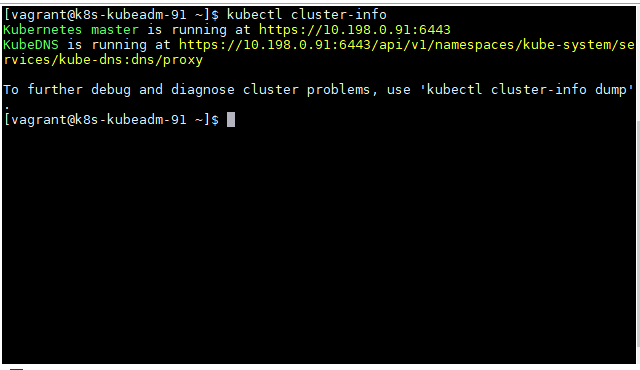 [vagrant@k8s-kubeadm-91 ~]$ kubectl cluster-info
Kubernetes master is running at https://10.198.0.91:6443
KubeDNS is running at https://10.198.0.91:6443/api/v1/namespaces/kube-system/se
rvices/kube-dns:dns/proxy

To further debug and diagnose cluster problems, use 'kubectl cluster-info dump'
.
[vagrant@k8s-kubeadm-91 ~]$